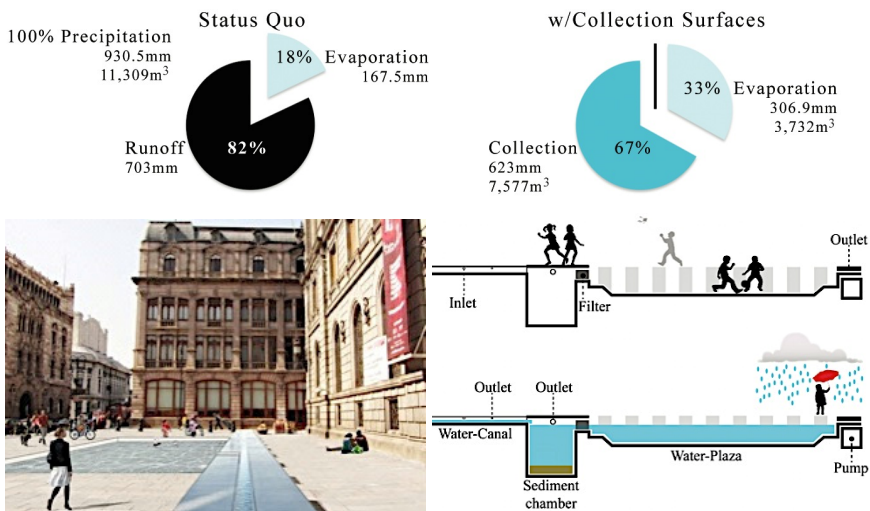 Status Quo
100% Precipitation
930.5mm
11,309m³
18%
Evaporation
167.5mm
Runoff
703mm
82%
w/Collection Surfaces
33%
Evaporation
306.9mm
3,732m³
Collection
623mm
7,577m³
67%
Outlet
Inlet
Filter
Outlet
Outlet
Water-Canal
Water-Plaza
Sediment
chamber
Pump